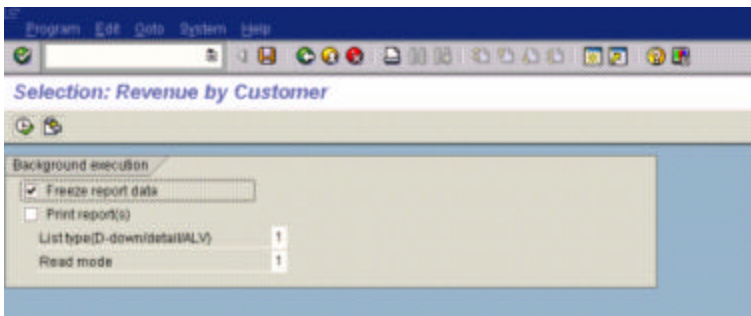 Program Edit Goto System Help
Selection: Revenue by Customer
Background execution
Freeze report data
Print report(s)
List type(D-down/detail/ALV) 1
Read mode 1